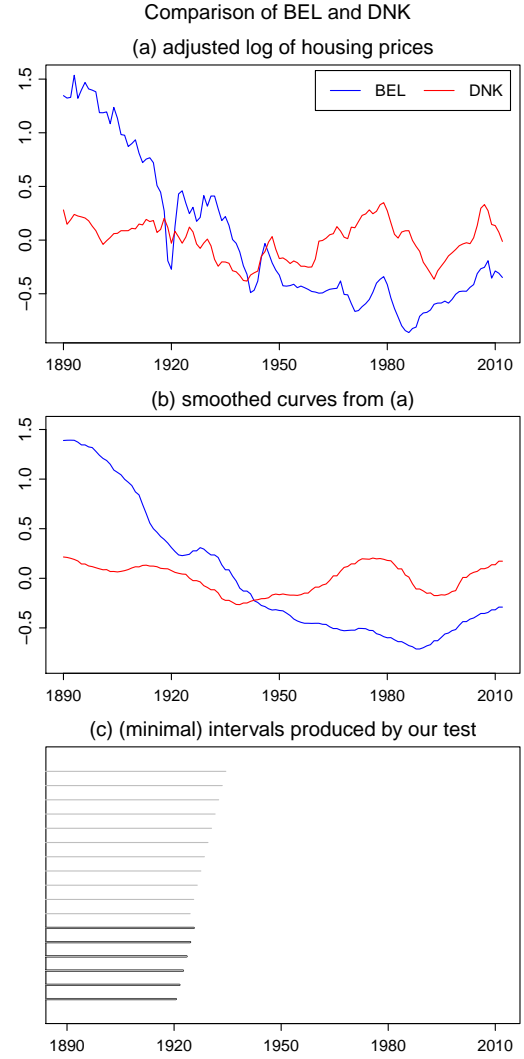 Comparison of BEL and DNK
(a) adjusted log of housing prices
BEL DNK
1.5
1.0
0.5
0.0
−0.5
1890 1920 1950 1980 2010
(b) smoothed curves from (a)
1.5
1.0
0.5
0.0
−0.5
1890 1920 1950 1980 2010
(c) (minimal) intervals produced by our test
1890 1920 1950 1980 2010